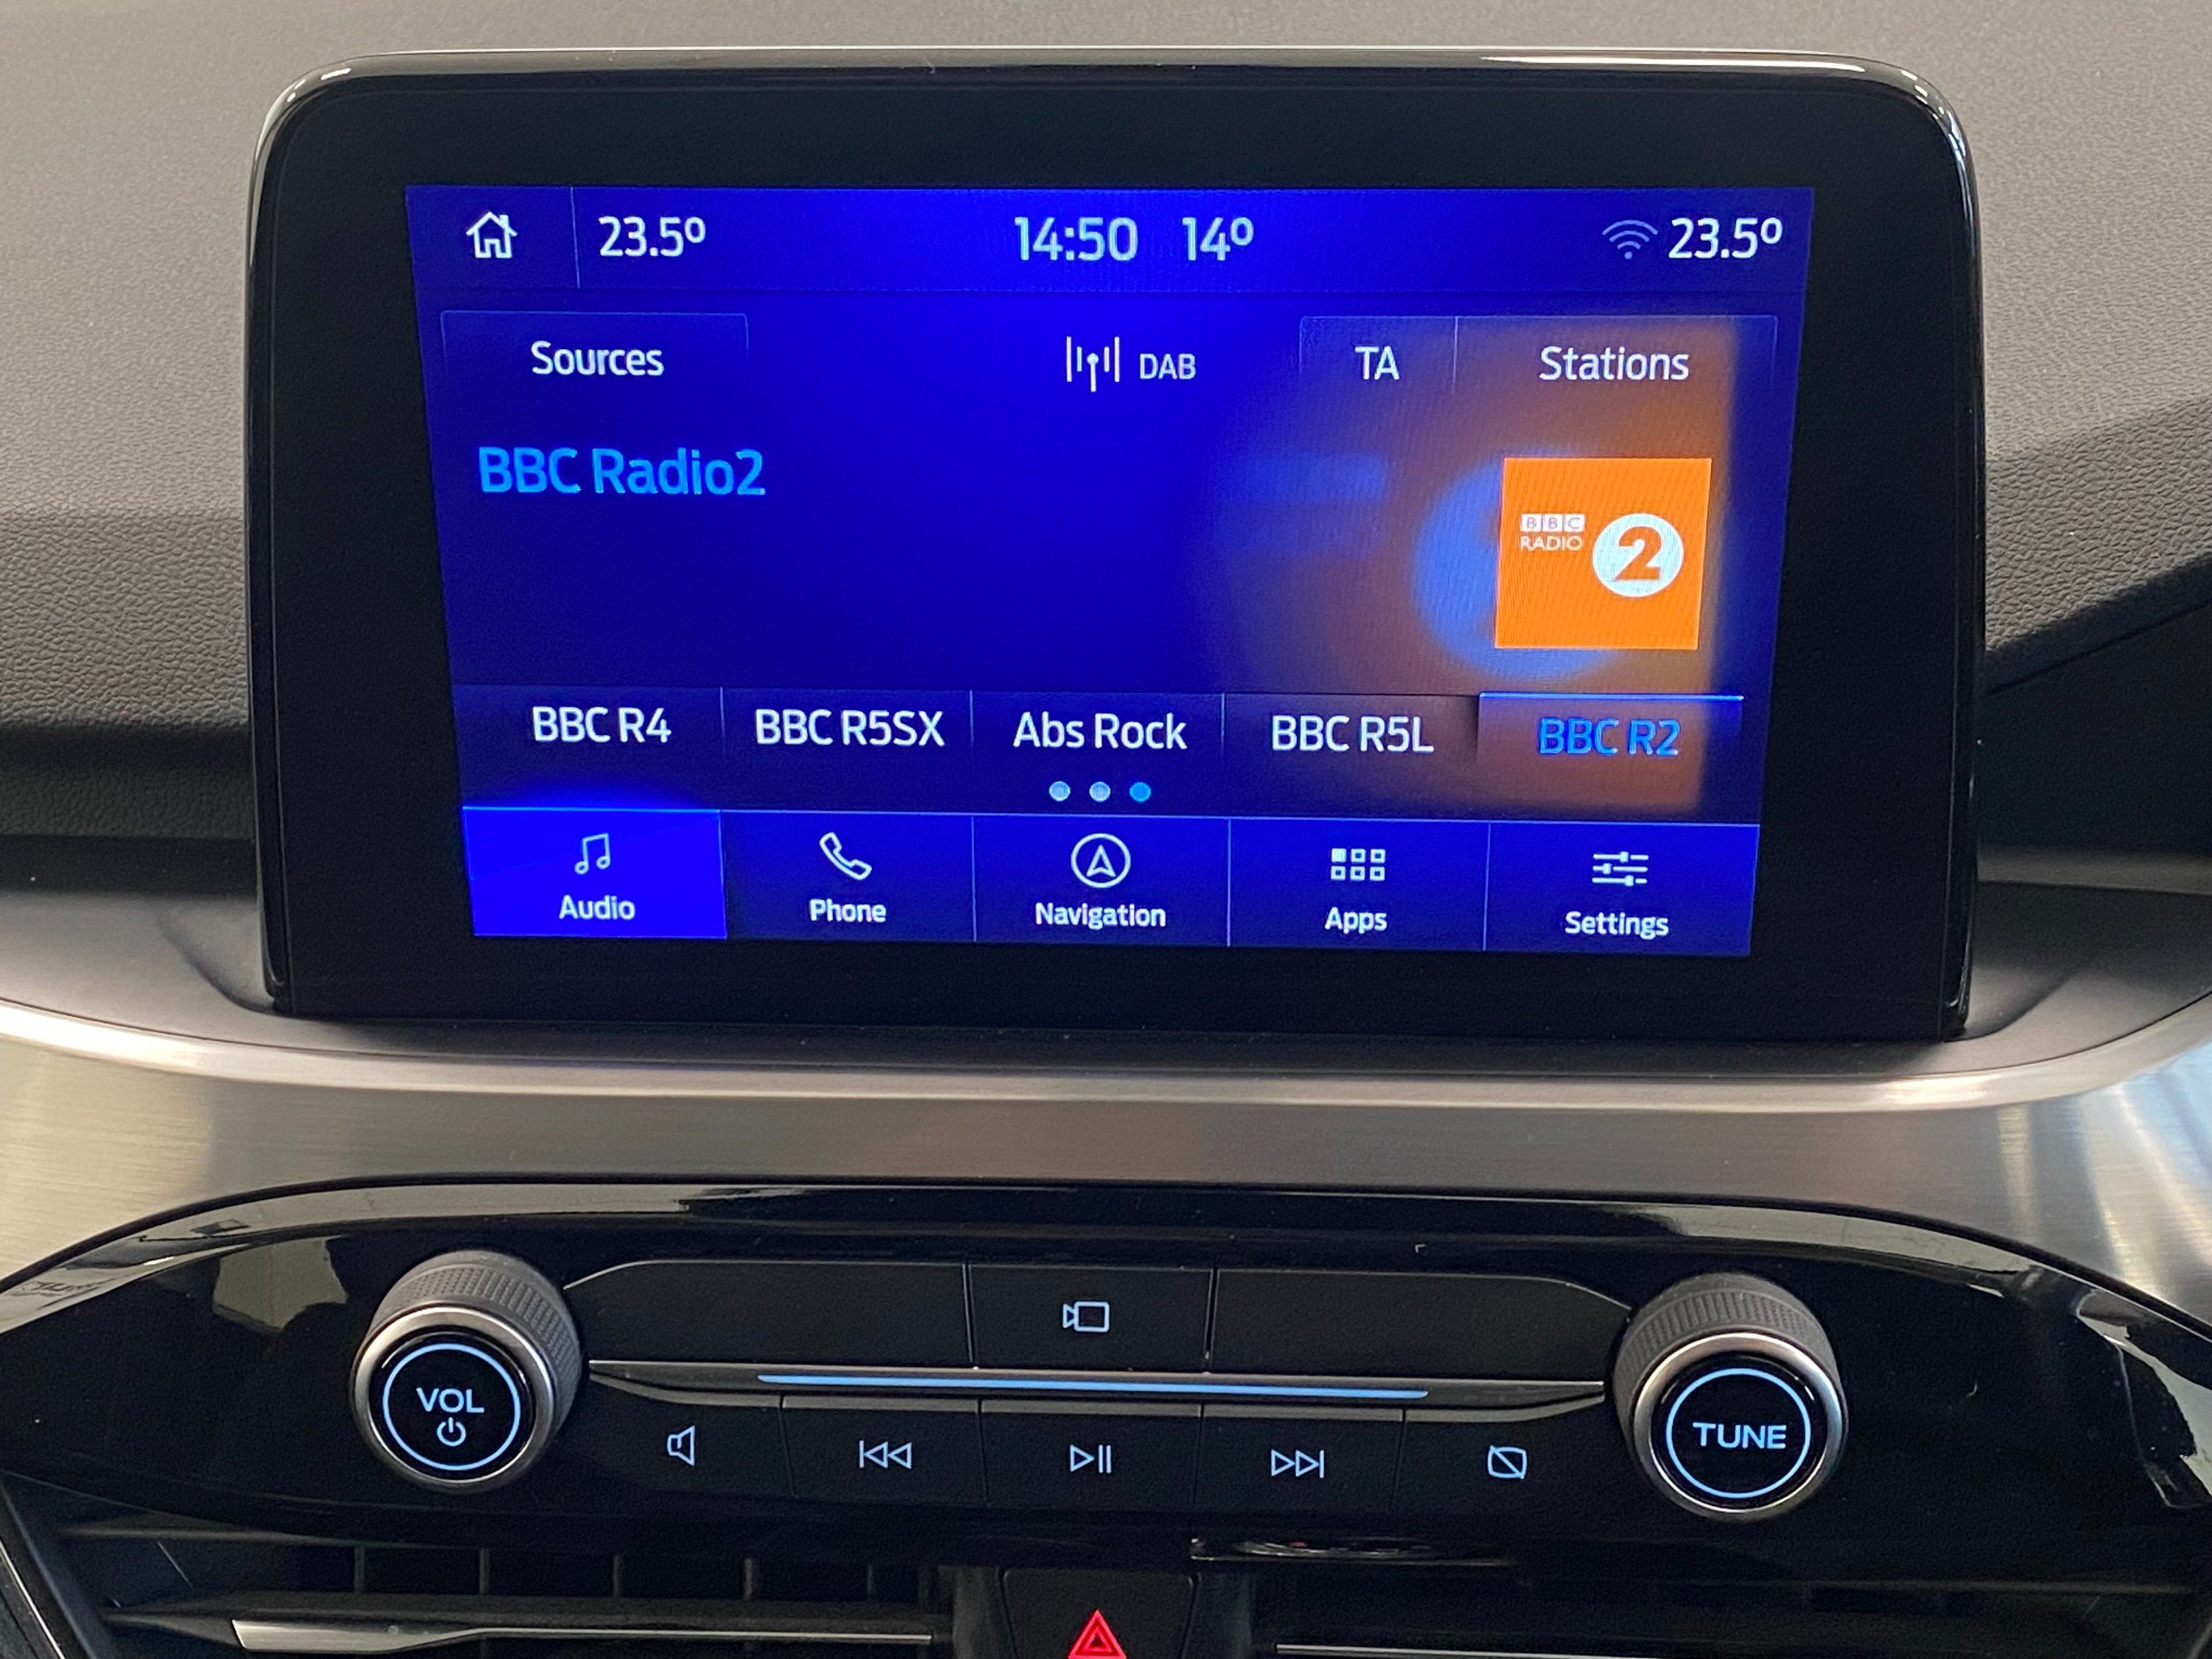 23.5º 14:50 14º 23.5º
Sources DAB TA Stations
BBC Radio2
BBC
RADIO 2
BBC R4 BBC R5SX Abs Rock BBC R5L BBC R2
Audio Phone Navigation Apps Settings
VOL TUNE